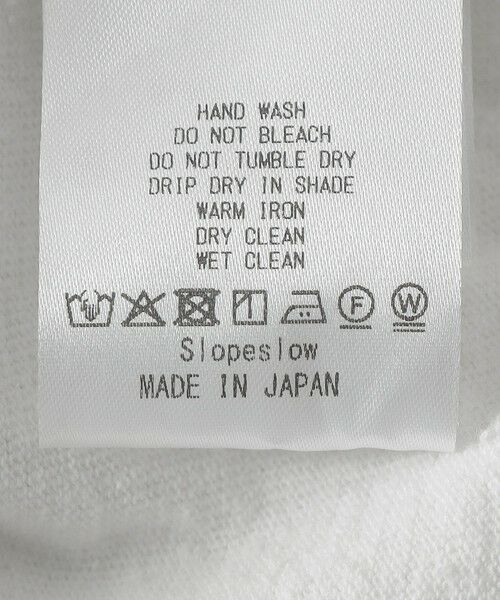 HAND WASH
DO NOT BLEACH
DO NOT TUMBLE DRY
DRIP DRY IN SHADE
WARM IRON
DRY CLEAN
WET CLEAN
F W
Slopeslow
MADE IN JAPAN